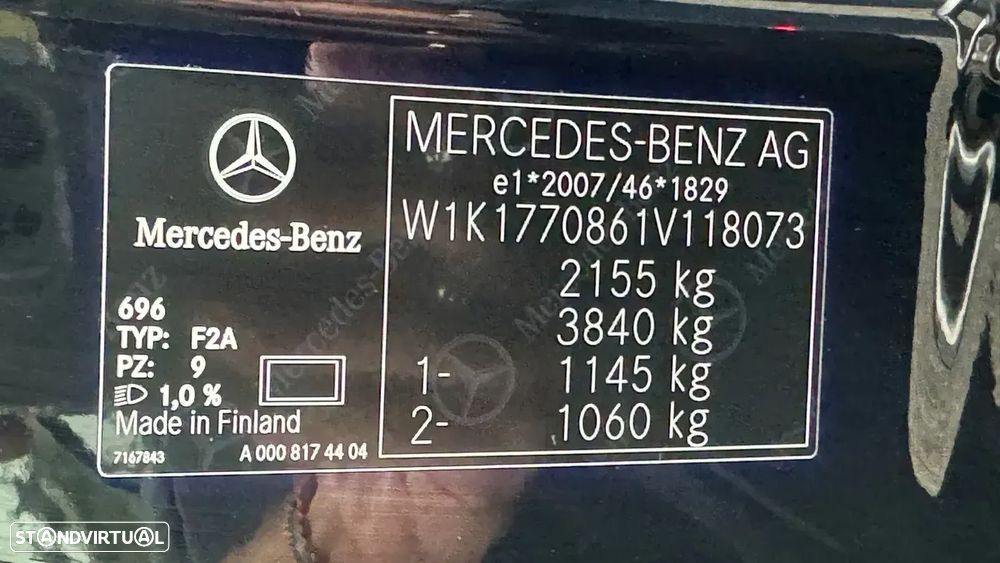 Mercedes-Benz
696
TYP: F2A
PZ: 9
1,0 %
Made in Finland
7167843 A 000 817 44 04
MERCEDES-BENZ AG
e1*2007/46*1829
W1K1770861V118073
2155 kg
3840 kg
1- 1145 kg
2- 1060 kg
STANDVIRTUAL